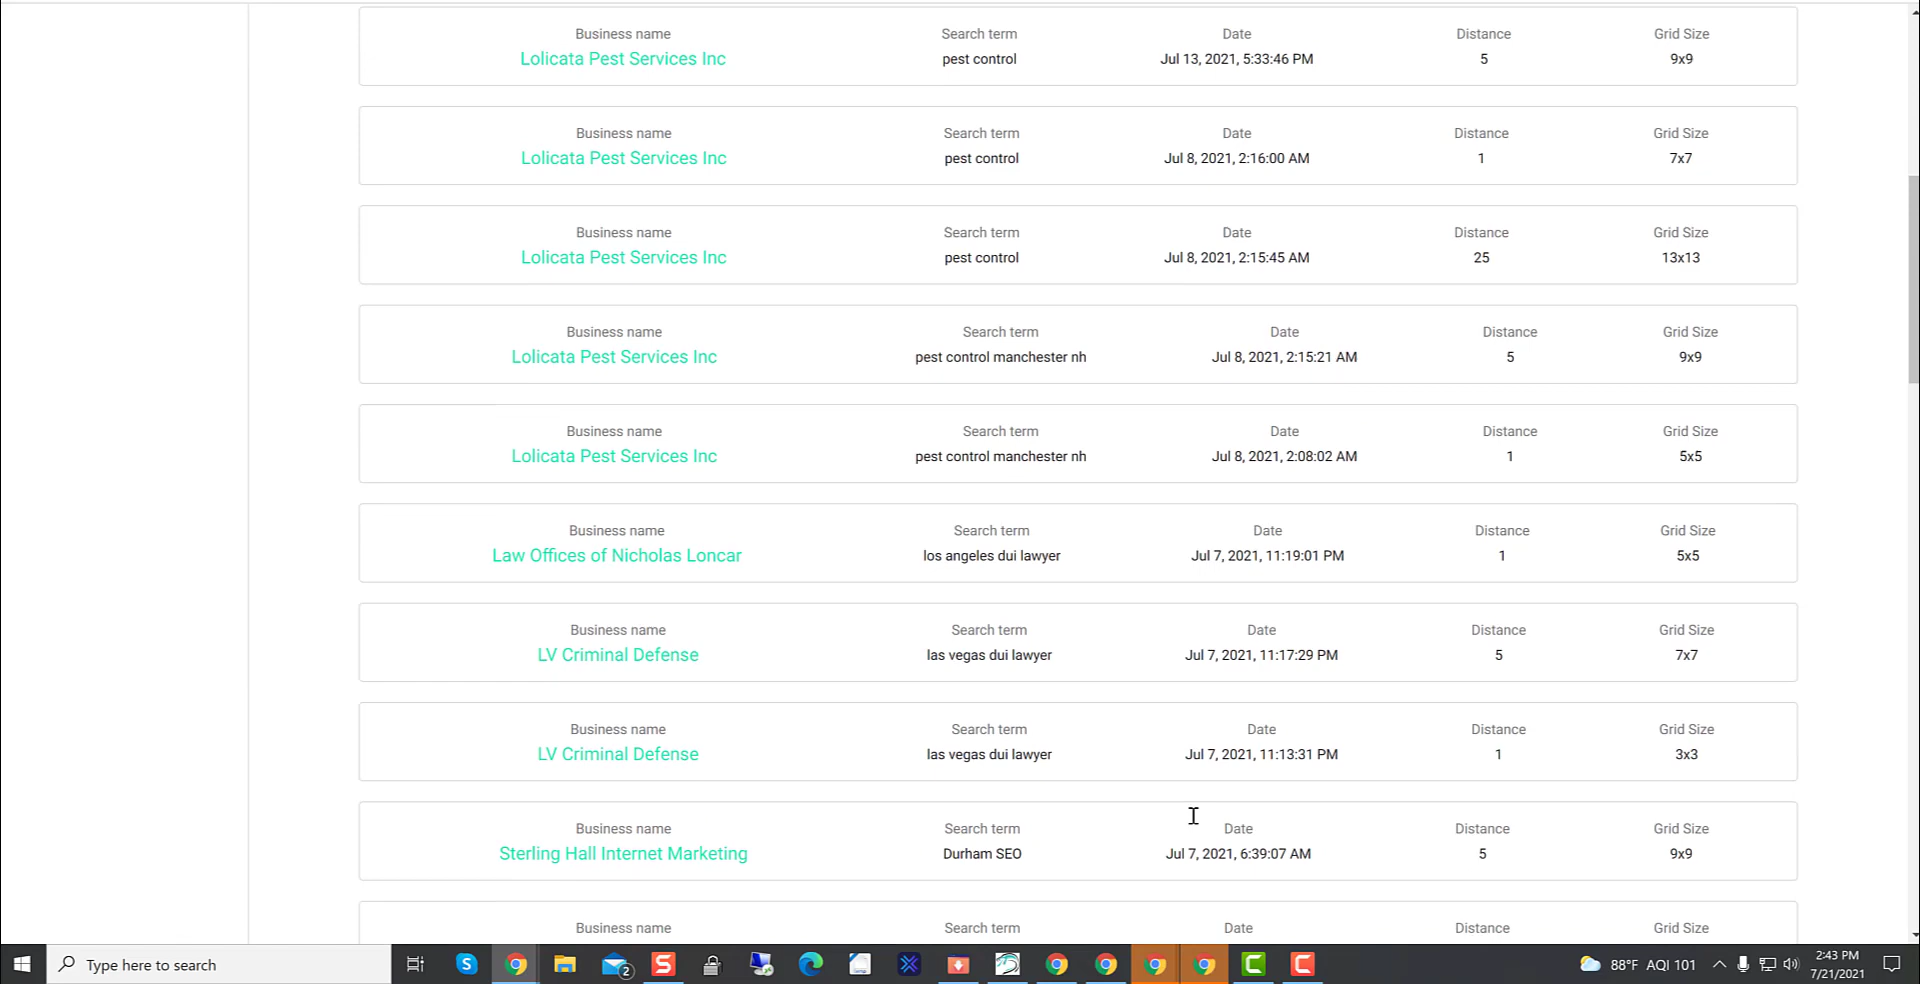 Business name Search term Date Distance Grid Size
Lolicata Pest Services Inc pest control Jul 13, 2021, 5:33:46 PM 5 9x9
Business name Search term Date Distance Grid Size
Lolicata Pest Services Inc pest control Jul 8, 2021, 2:16:00 AM 1 7x7
Business name Search term Date Distance Grid Size
Lolicata Pest Services Inc pest control Jul 8, 2021, 2:15:45 AM 25 13x13
Business name Search term Date Distance Grid Size
Lolicata Pest Services Inc pest control manchester nh Jul 8, 2021, 2:15:21 AM 5 9x9
Business name Search term Date Distance Grid Size
Lolicata Pest Services Inc pest control manchester nh Jul 8, 2021, 2:08:02 AM 1 5x5
Business name Search term Date Distance Grid Size
Law Offices of Nicholas Loncar los angeles dui lawyer Jul 7, 2021, 11:19:01 PM 1 5x5
Business name Search term Date Distance Grid Size
LV Criminal Defense las vegas dui lawyer Jul 7, 2021, 11:17:29 PM 5 7x7
Business name Search term Date Distance Grid Size
LV Criminal Defense las vegas dui lawyer Jul 7, 2021, 11:13:31 PM 1 3x3
Business name Search term Date Distance Grid Size
Sterling Hall Internet Marketing Durham SEO Jul 7, 2021, 6:39:07 AM 5 9x9
Business name Search term Date Distance Grid Size
Type here to search S 2 S C C 88°F AQI 101 2:43 PM
7/21/2021